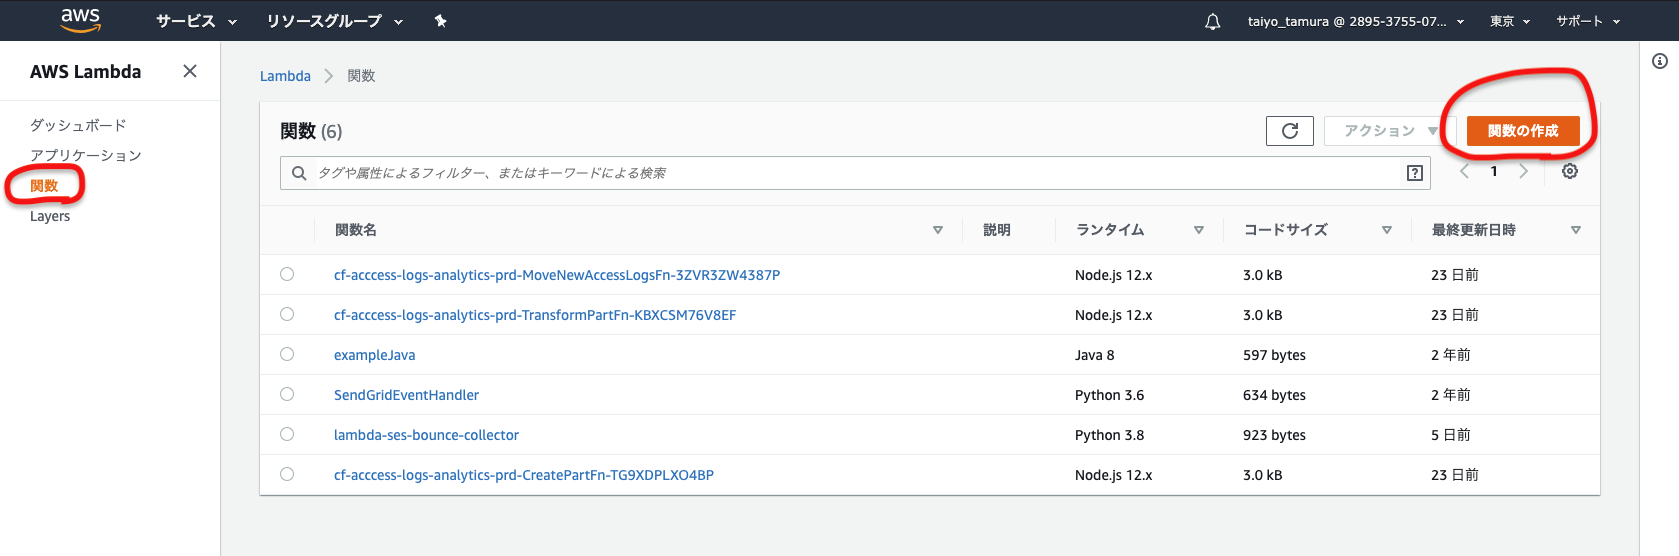 aws サービス リソースグループ taiyo_tamura @ 2895-3755-07... 東京 サポート
AWS Lambda
ダッシュボード
アプリケーション
関数
Layers
Lambda > 関数
関数 (6) アクション 関数の作成
タグや属性によるフィルター、またはキーワードによる検索 ? 1
関数名 説明 ランタイム コードサイズ 最終更新日時
cf-acccess-logs-analytics-prd-MoveNewAccessLogsFn-3ZVR3ZW4387P Node.js 12.x 3.0 kB 23 日前
cf-acccess-logs-analytics-prd-TransformPartFn-KBXCSM76V8EF Node.js 12.x 3.0 kB 23 日前
exampleJava Java 8 597 bytes 2 年前
SendGridEventHandler Python 3.6 634 bytes 2 年前
lambda-ses-bounce-collector Python 3.8 923 bytes 5 日前
cf-acccess-logs-analytics-prd-CreatePartFn-TG9XDPLXO4BP Node.js 12.x 3.0 kB 23 日前